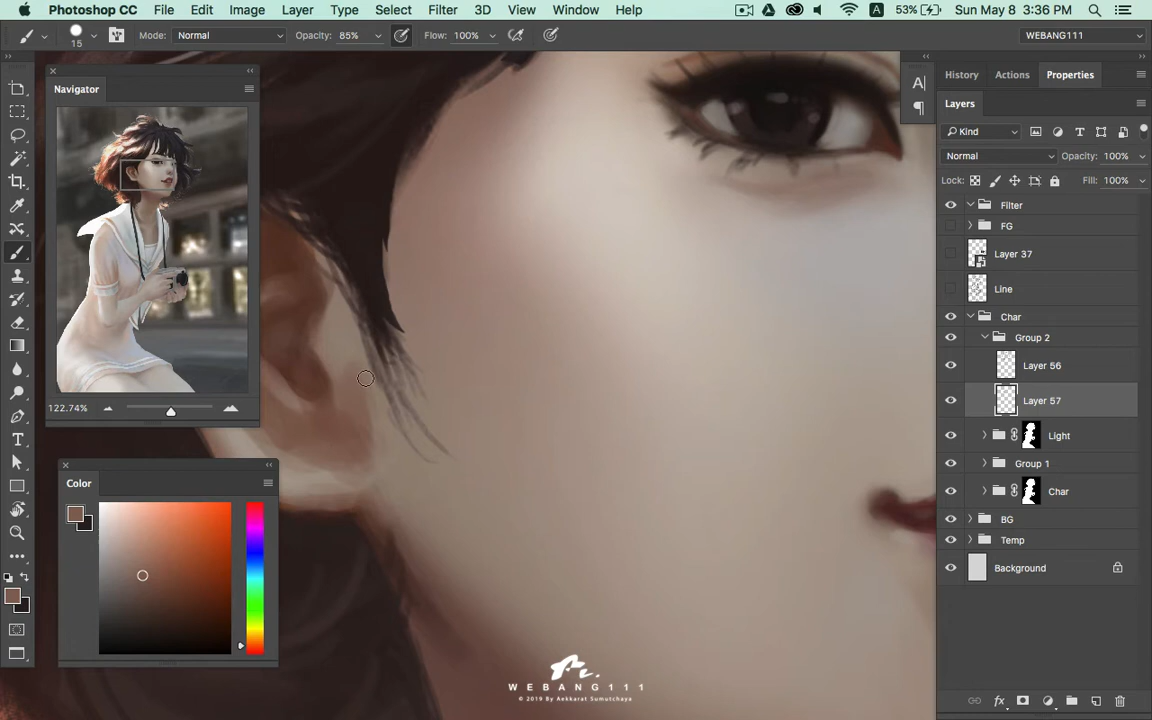 Photoshop CC File Edit Image Layer Type Select Filter 3D View Window Help A 53% Sun May 8 3:36 PM
15 Mode: Normal Opacity: 85% Flow: 100% WEBANG111
Navigator
122.74%
Color
A
History Actions Properties
Layers
Kind
Normal Opacity: 100%
Lock: Fill: 100%
Filter
FG
Layer 37
Line
Char
Group 2
Layer 56
Layer 57
Light
Group 1
Char
BG
Temp
Background
fx
WEBANG111
© 2019 By Aekkarat Sumutchaya